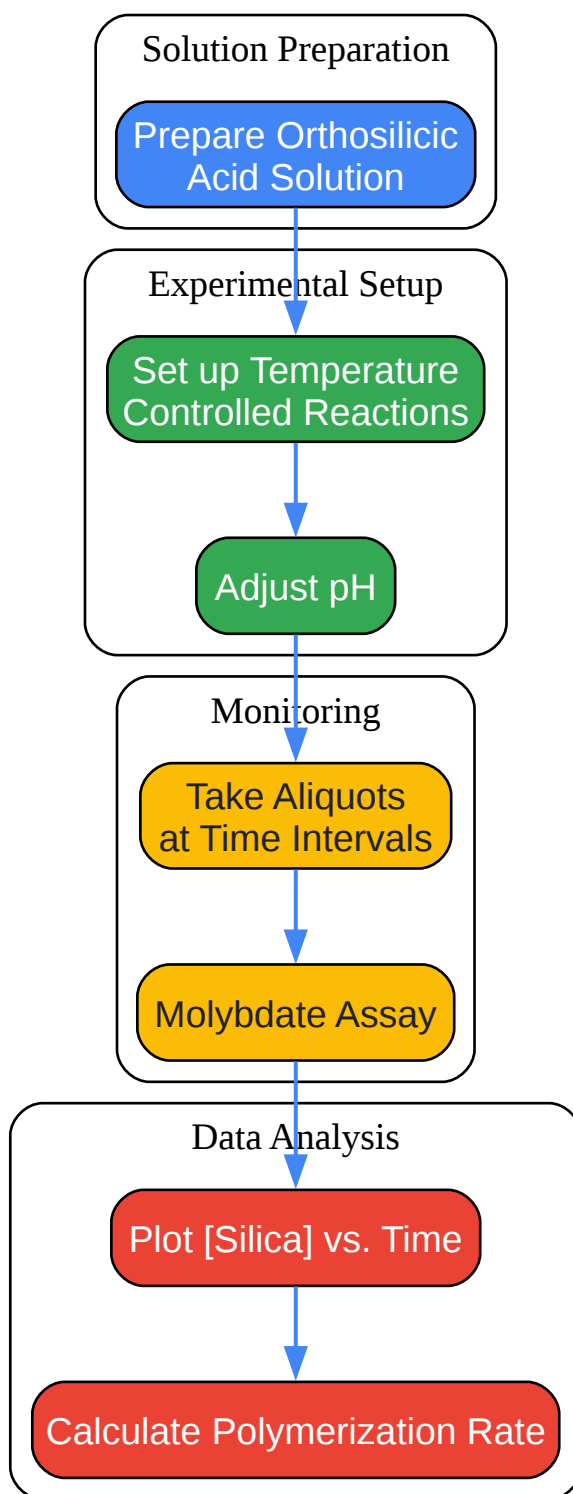 Solution Preparation
Prepare Orthosilicic
Acid Solution
Experimental Setup
Set up Temperature
Controlled Reactions
Adjust pH
Monitoring
Take Aliquots
at Time Intervals
Molybdate Assay
Data Analysis
Plot [Silica] vs. Time
Calculate Polymerization Rate